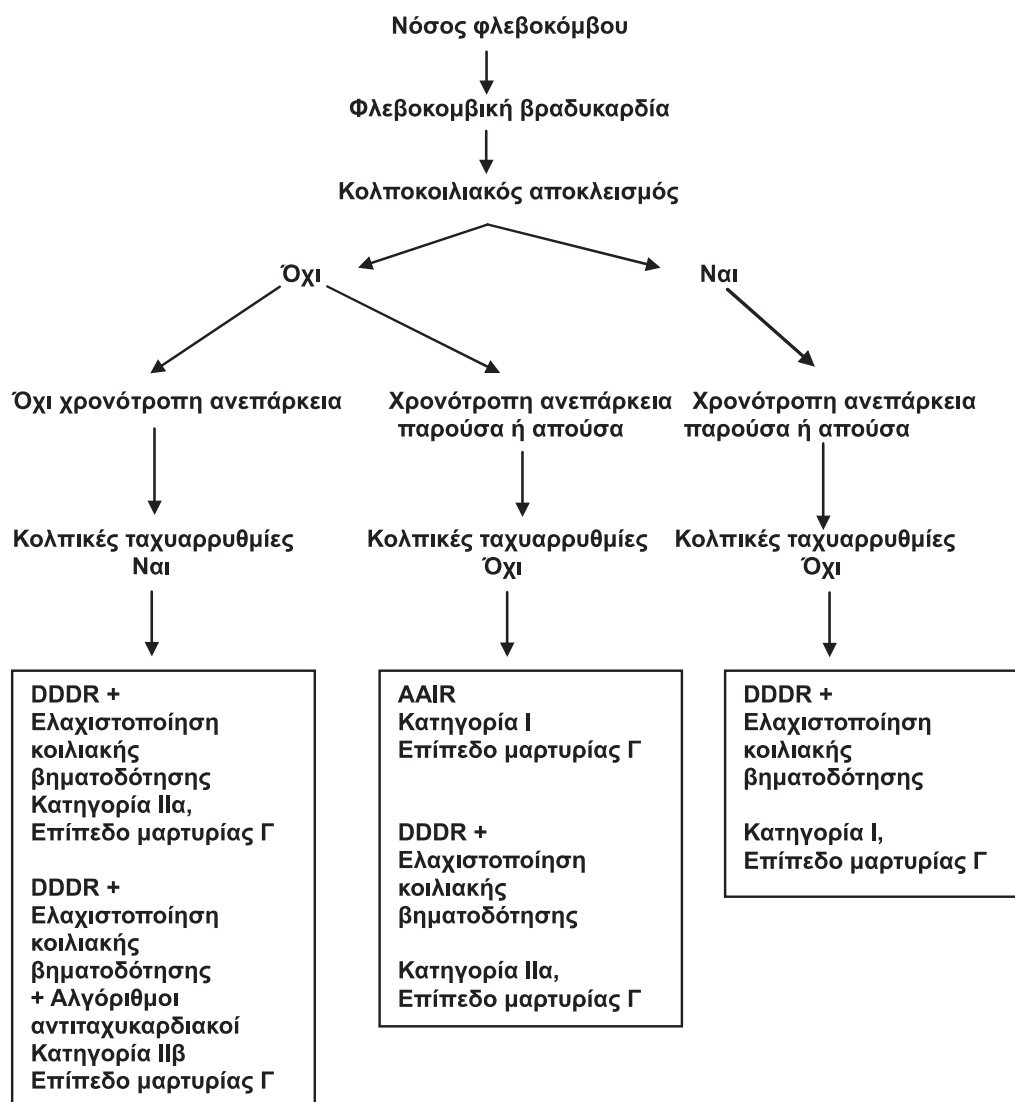 Νόσος φλεβοκόμβου
Φλεβοκομβική βραδυκαρδία
Κολποκοιλιακός αποκλεισμός
Όχι
Ναι
Όχι χρονότροπη ανεπάρκεια
Χρονότροπη ανεπάρκεια
παρούσα ή απούσα
Χρονότροπη ανεπάρκεια
παρούσα ή απούσα
Κολπικές ταχυαρρυθμίες
Ναι
Κολπικές ταχυαρρυθμίες
Όχι
Κολπικές ταχυαρρυθμίες
Όχι
DDDR +
Ελαχιστοποίηση
κοιλιακής
βηματοδότησης
Κατηγορία IIα,
Επίπεδο μαρτυρίας Γ
DDDR +
Ελαχιστοποίηση
κοιλιακής
βηματοδότησης
+ Αλγόριθμοι
αντιταχυκαρδιακοί
Κατηγορία IIβ
Επίπεδο μαρτυρίας Γ
AAIR
Κατηγορία I
Επίπεδο μαρτυρίας Γ
DDDR +
Ελαχιστοποίηση
κοιλιακής
βηματοδότησης
Κατηγορία IIα,
Επίπεδο μαρτυρίας Γ
DDDR +
Ελαχιστοποίηση
κοιλιακής
βηματοδότησης
Κατηγορία I,
Επίπεδο μαρτυρίας Γ